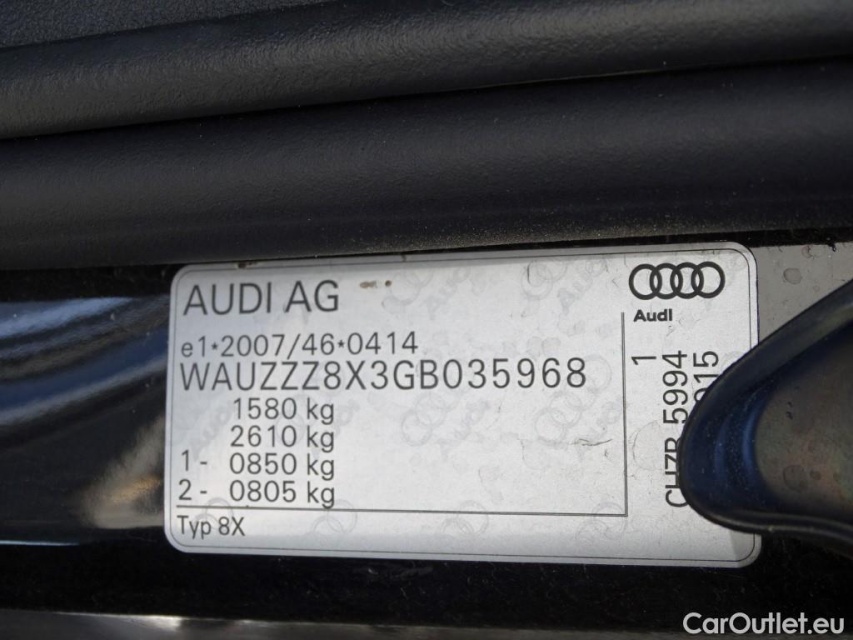 AUDI AG
Audi
e1*2007/46*0414
WAUZZZ8X3GB035968
1580 kg
2610 kg
1- 0850 kg
2- 0805 kg
Typ 8X
1
5994
CarOutlet.eu